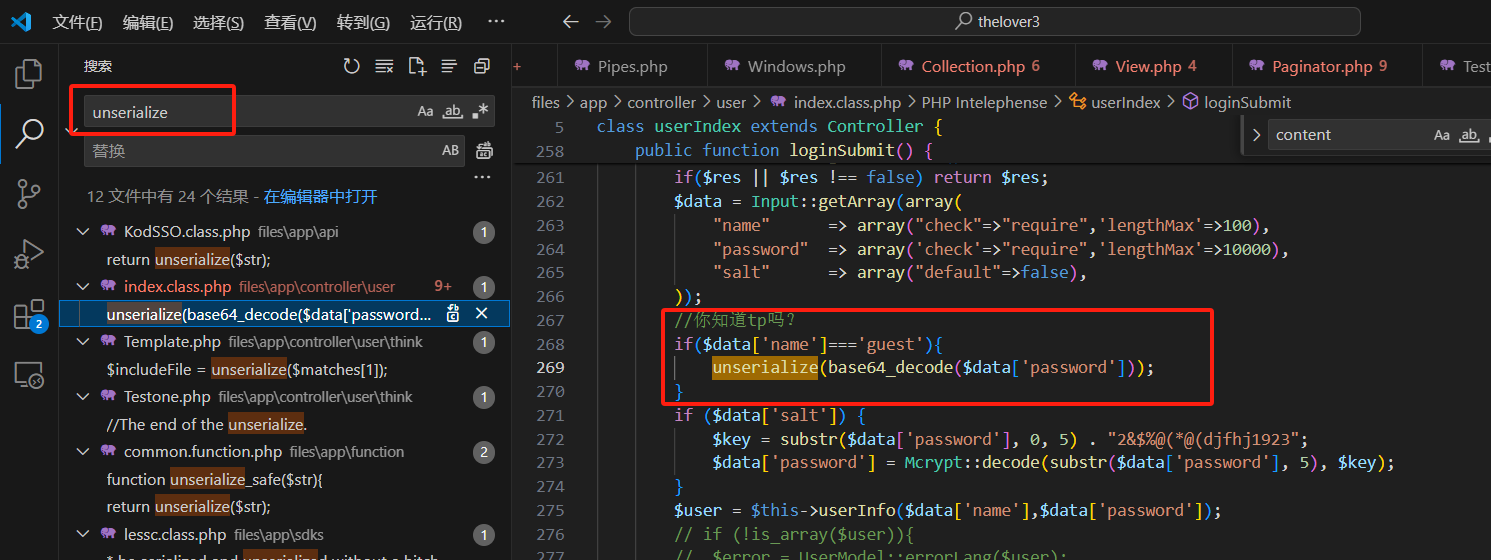 文件(F) 编辑(E) 选择(S) 查看(V) 转到(G) 运行(R) ··· thelover3
搜索
unserialize Aa ab .*
替换 AB
···
12 文件中有 24 个结果 - 在编辑器中打开
KodSSO.class.php files\app\api 1
return unserialize($str);
index.class.php files\app\controller\user 9+ 1
unserialize(base64_decode($data['password...
Template.php files\app\controller\user\think 1
$includeFile = unserialize($matches[1]);
Testone.php files\app\controller\user\think 1
//The end of the unserialize.
common.function.php files\app\function 2
function unserialize_safe($str){
return unserialize($str);
lessc.class.php files\app\sdks 1
* be serialized and unserialized without a hitch
2
Pipes.php Windows.php Collection.php 6 View.php 4 Paginator.php 9 Test
files > app > controller > user > index.class.php > PHP Intelephense > userIndex > loginSubmit
content Aa ab
5 class userIndex extends Controller {
258 public function loginSubmit() {
261 if($res || $res !== false) return $res;
262 $data = Input::getArray(array(
263 "name" => array("check"=>"require",'lengthMax'=>100),
264 "password" => array('check'=>"require",'lengthMax'=>10000),
265 "salt" => array("default"=>false),
266 ));
267 //你知道tp吗?
268 if($data['name']==='guest'){
269 unserialize(base64_decode($data['password']));
270 }
271 if ($data['salt']) {
272 $key = substr($data['password'], 0, 5) . "2&$%@(*@(djfhj1923";
273 $data['password'] = Mcrypt::decode(substr($data['password'], 5), $key);
274 }
275 $user = $this->userInfo($data['name'],$data['password']);
276 // if (!is_array($user)){
277 // $error = UserModel::errorLang($user);